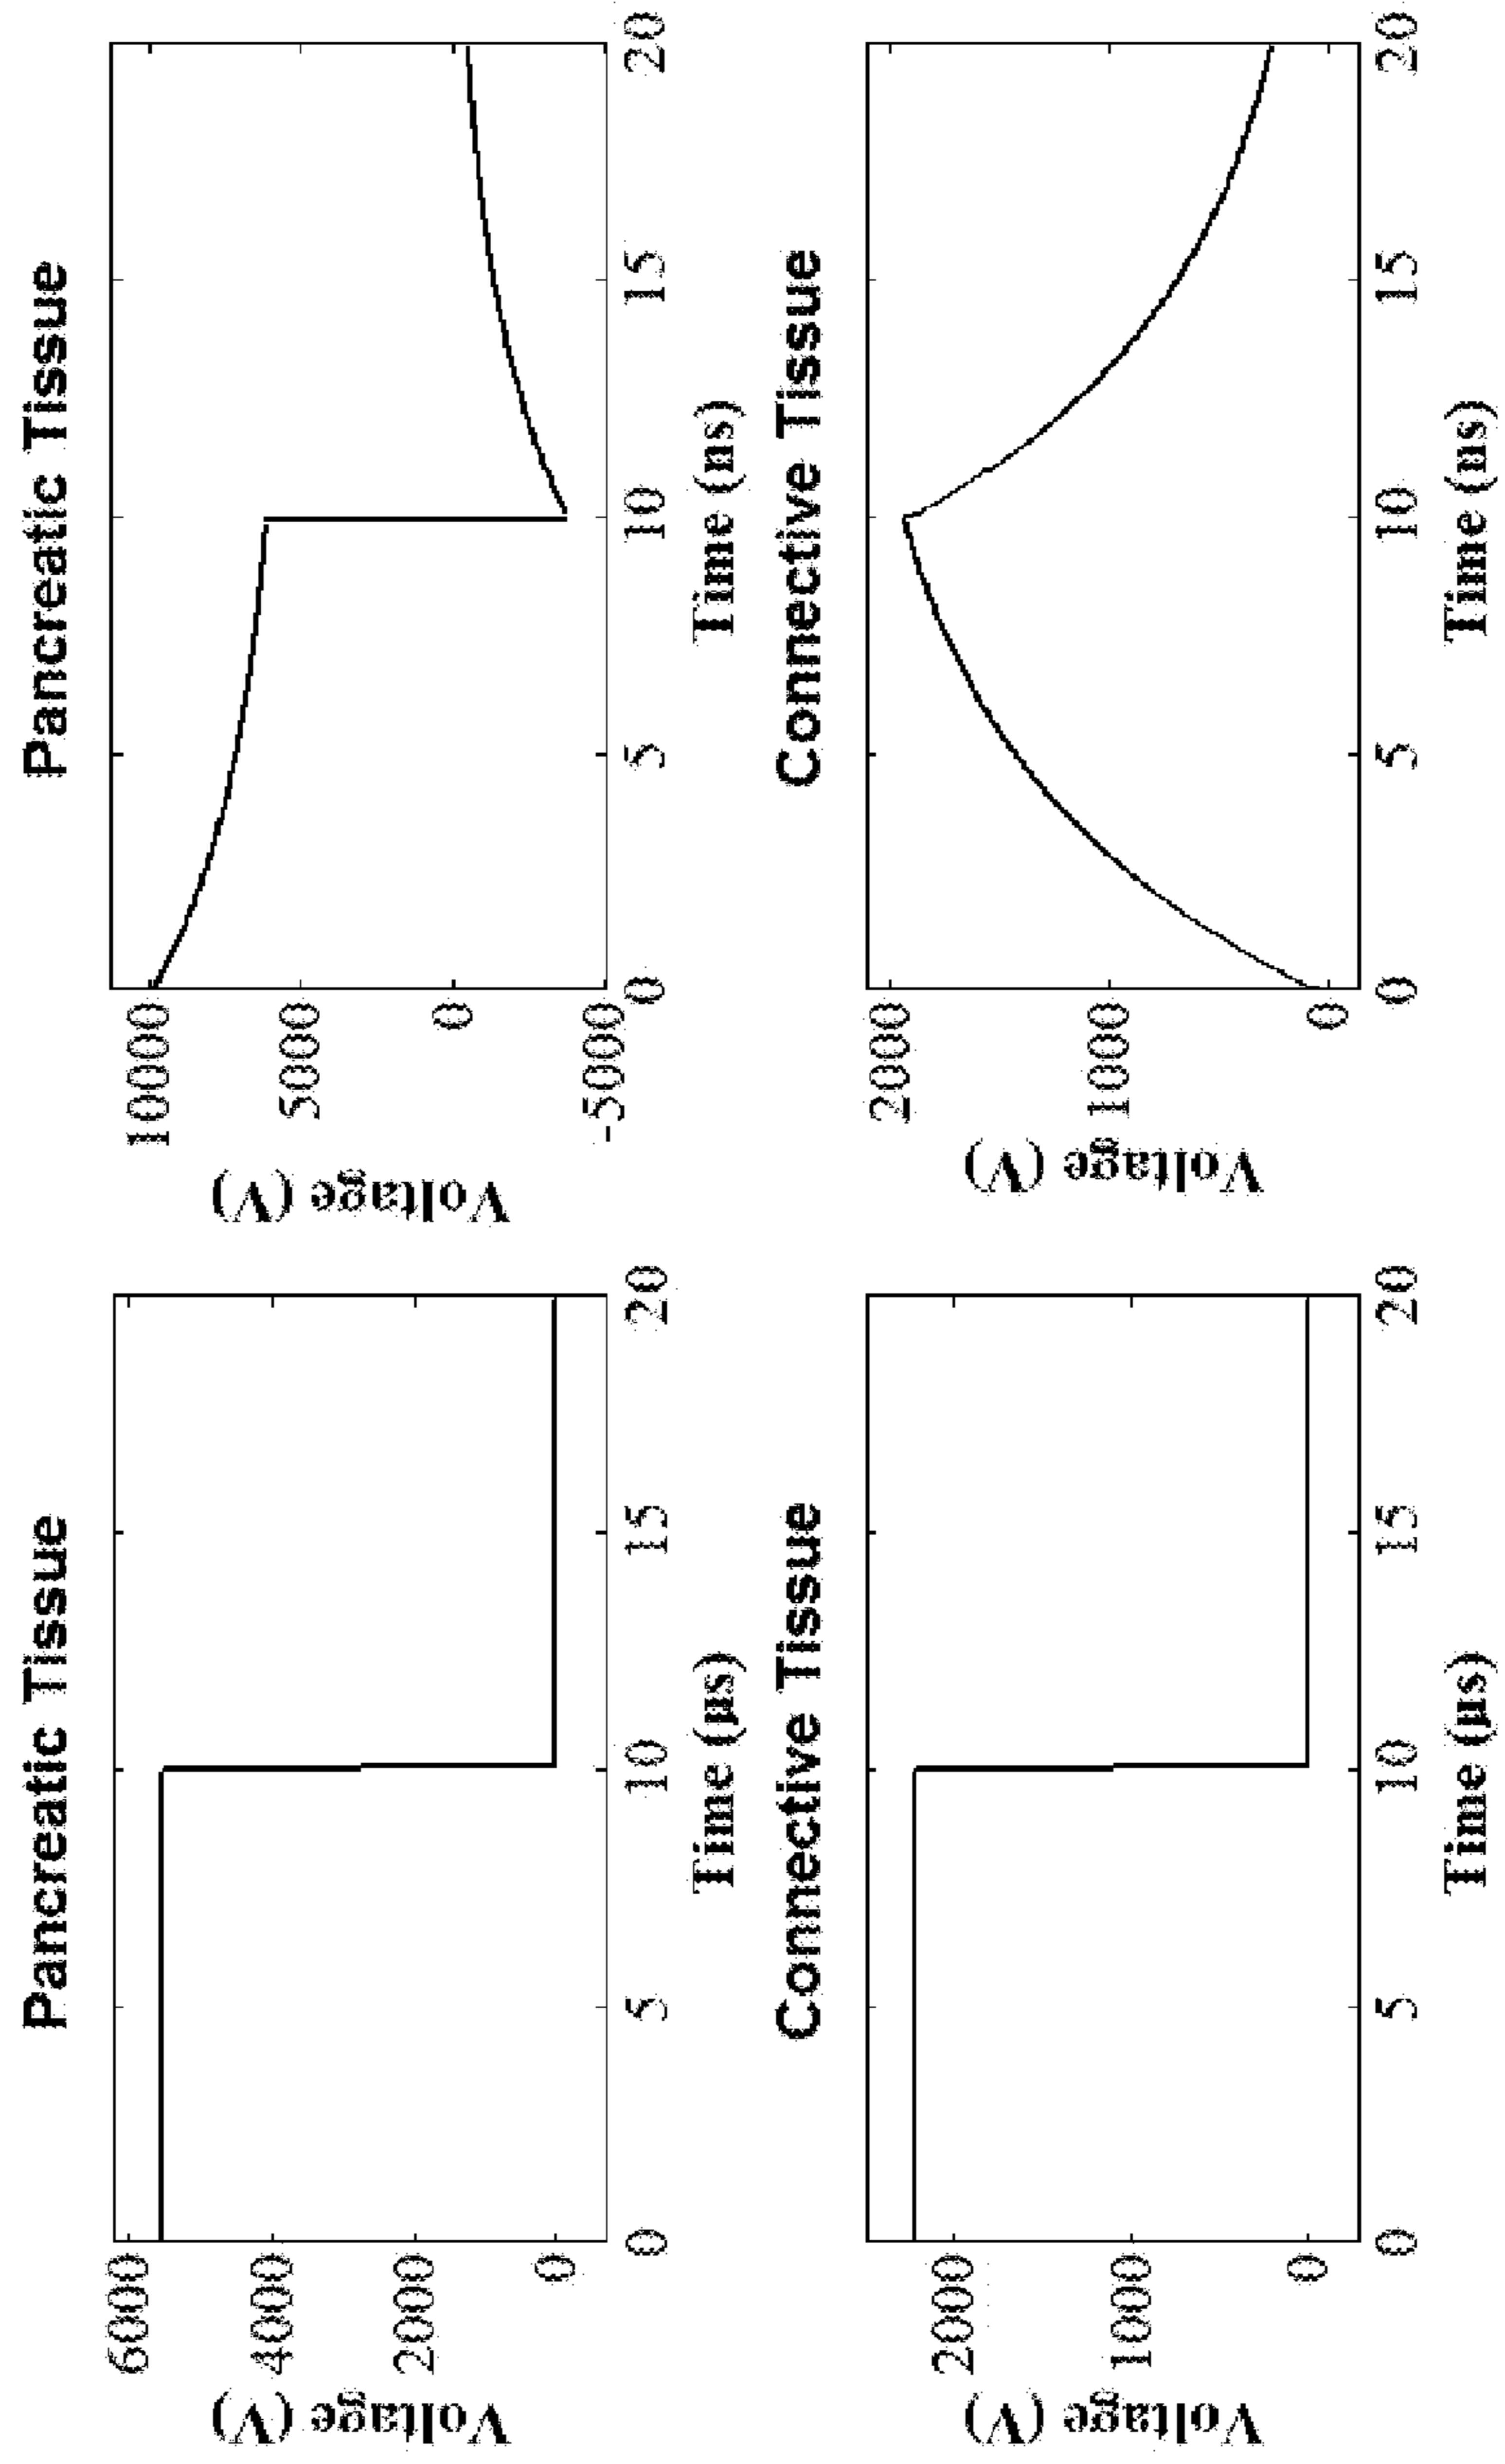 Pancreatic Tissue
Voltage (V)
6000
4000
2000
0
0 5 10 15 20
Time (µs)
Pancreatic Tissue
Voltage (V)
10000
5000
0
-5000
0 5 10 15 20
Time (ns)
Connective Tissue
Voltage (V)
2000
1000
0
0 5 10 15 20
Time (µs)
Connective Tissue
Voltage (V)
2000
1000
0
0 5 10 15 20
Time (ns)